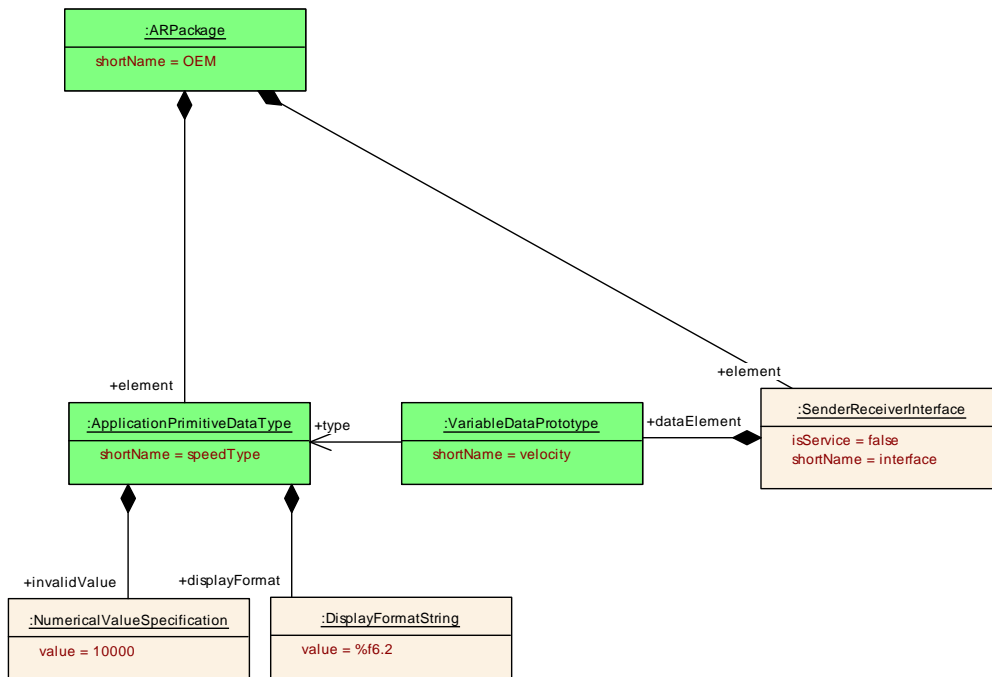 :ARPackage
shortName = OEM
+element
+element
:ApplicationPrimitiveDataType
shortName = speedType
+type
:VariableDataPrototype
shortName = velocity
+dataElement
:SenderReceiverInterface
isService = false
shortName = interface
+invalidValue
+displayFormat
:NumericalValueSpecification
value = 10000
:DisplayFormatString
value = %f6.2